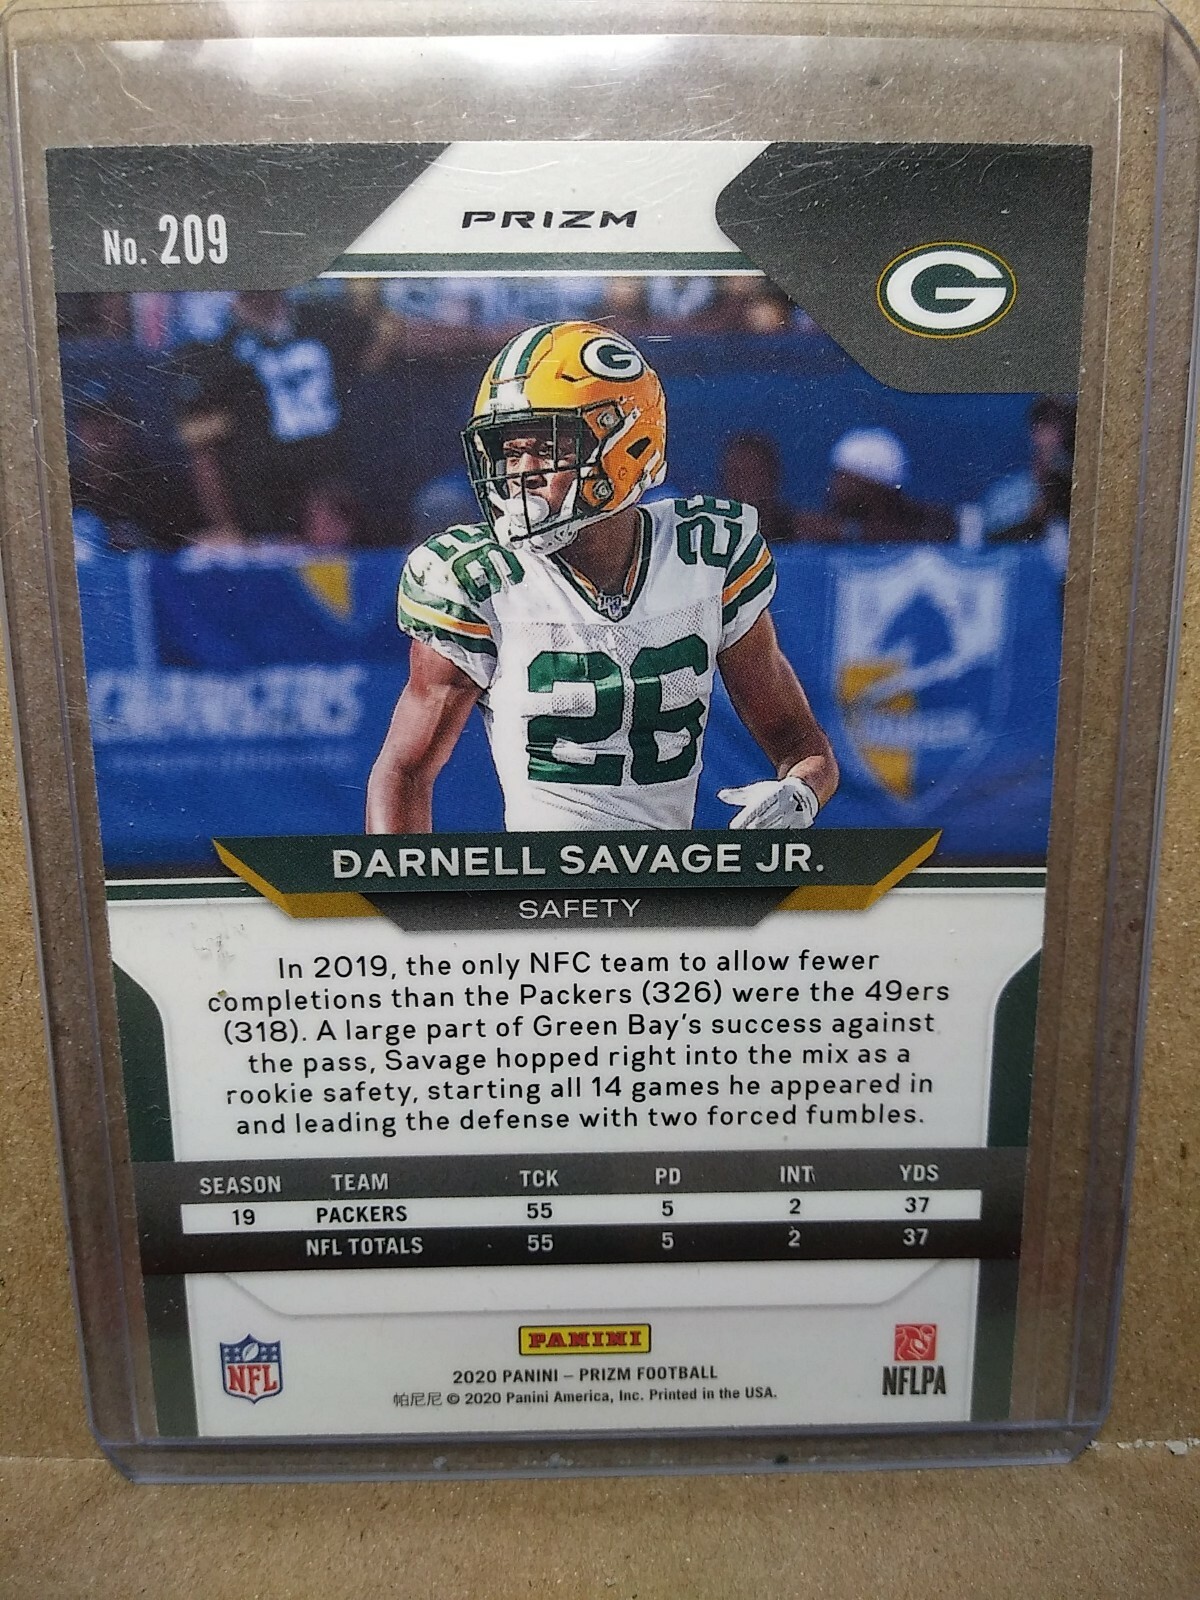 No. 209
PRIZM
G
G
26
26
26
CHARGERS
DARNELL SAVAGE JR.
SAFETY
In 2019, the only NFC team to allow fewer
completions than the Packers (326) were the 49ers
(318). A large part of Green Bay's success against
the pass, Savage hopped right into the mix as a
rookie safety, starting all 14 games he appeared in
and leading the defense with two forced fumbles.
SEASON TEAM TCK PD INT YDS
19 PACKERS 55 5 2 37
NFL TOTALS 55 5 2 37
NFL
PANINI
NFLPA
2020 PANINI – PRIZM FOOTBALL
帕尼尼 © 2020 Panini America, Inc. Printed in the USA.